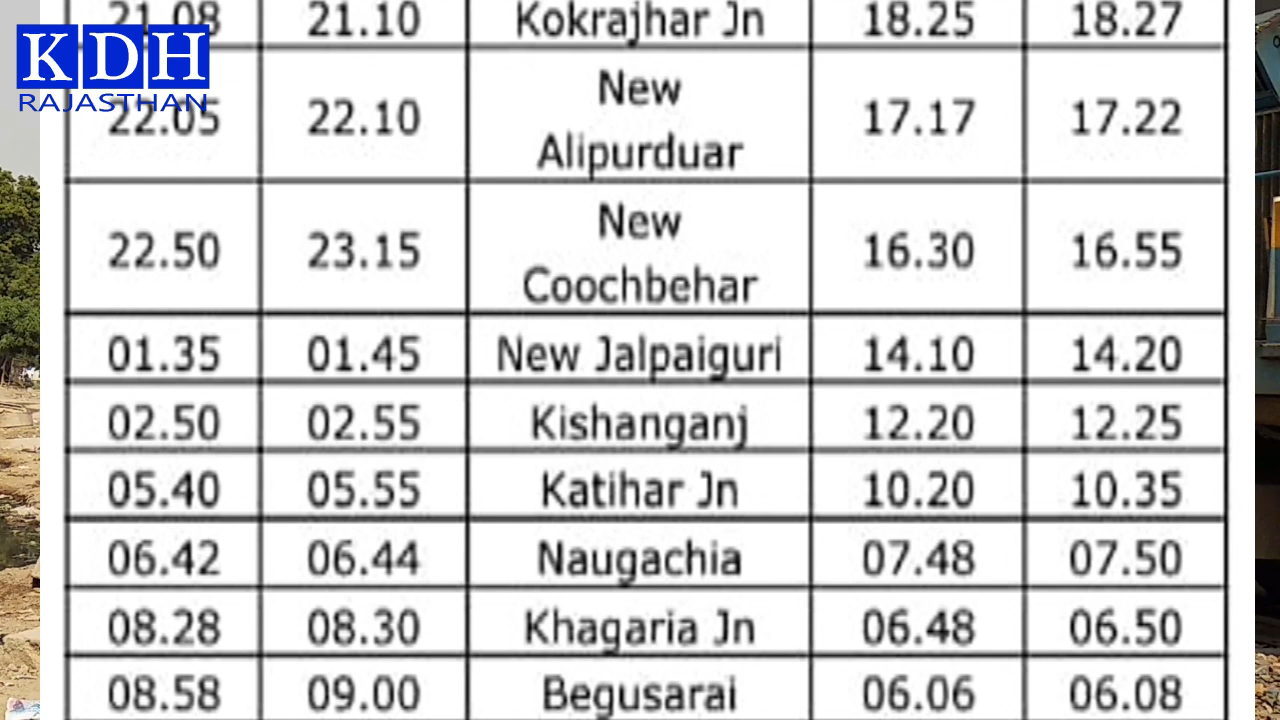 KDH
RAJASTHAN
21.08 21.10 Kokrajhar Jn 18.25 18.27
22.05 22.10 New Alipurduar 17.17 17.22
22.50 23.15 New Coochbehar 16.30 16.55
01.35 01.45 New Jalpaiguri 14.10 14.20
02.50 02.55 Kishanganj 12.20 12.25
05.40 05.55 Katihar Jn 10.20 10.35
06.42 06.44 Naugachia 07.48 07.50
08.28 08.30 Khagaria Jn 06.48 06.50
08.58 09.00 Begusarai 06.06 06.08